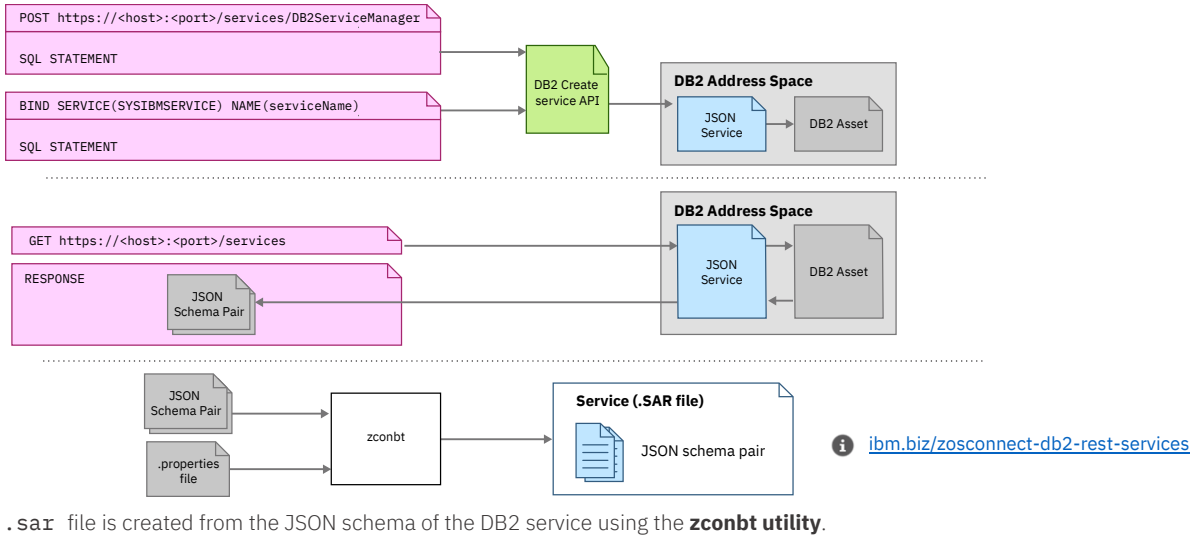 POST https://<host>:<port>/services/DB2ServiceManager
SQL STATEMENT
BIND SERVICE(SYSIBMSERVICE) NAME(serviceName)
SQL STATEMENT
DB2 Create
service API
DB2 Address Space
JSON
Service
DB2 Asset
GET https://<host>:<port>/services
RESPONSE
JSON
Schema Pair
DB2 Address Space
JSON
Service
DB2 Asset
JSON
Schema Pair
.properties
file
zconbt
Service (.SAR file)
JSON schema pair
i
ibm.biz/zosconnect-db2-rest-services
.sar file is created from the JSON schema of the DB2 service using the zconbt utility.